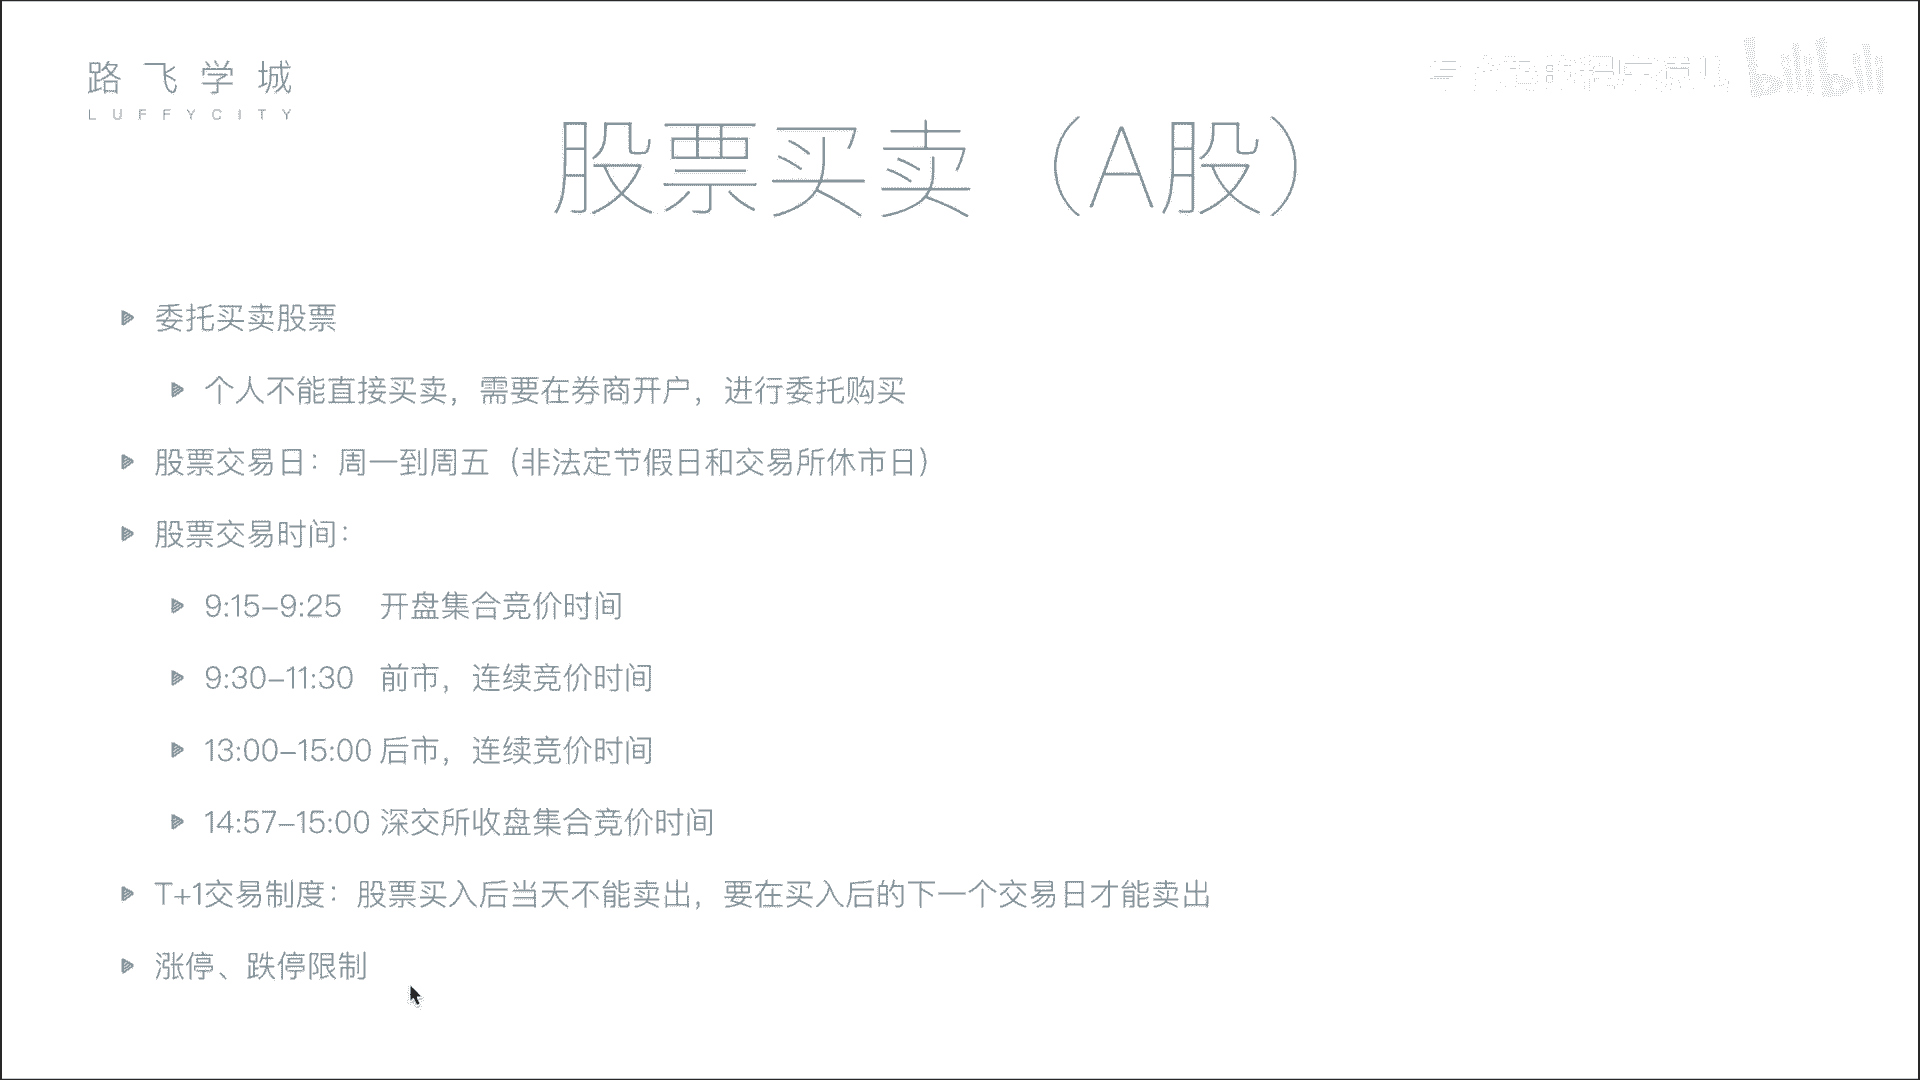 路飞学城
LUFFYCITY
bilibili
股票买卖（A股）
委托买卖股票
个人不能直接买卖，需要在券商开户，进行委托购买
股票交易日：周一到周五（非法定节假日和交易所休市日）
股票交易时间：
9:15-9:25 开盘集合竞价时间
9:30-11:30 前市，连续竞价时间
13:00-15:00 后市，连续竞价时间
14:57-15:00 深交所收盘集合竞价时间
T+1交易制度：股票买入后当天不能卖出，要在买入后的下一个交易日才能卖出
涨停、跌停限制